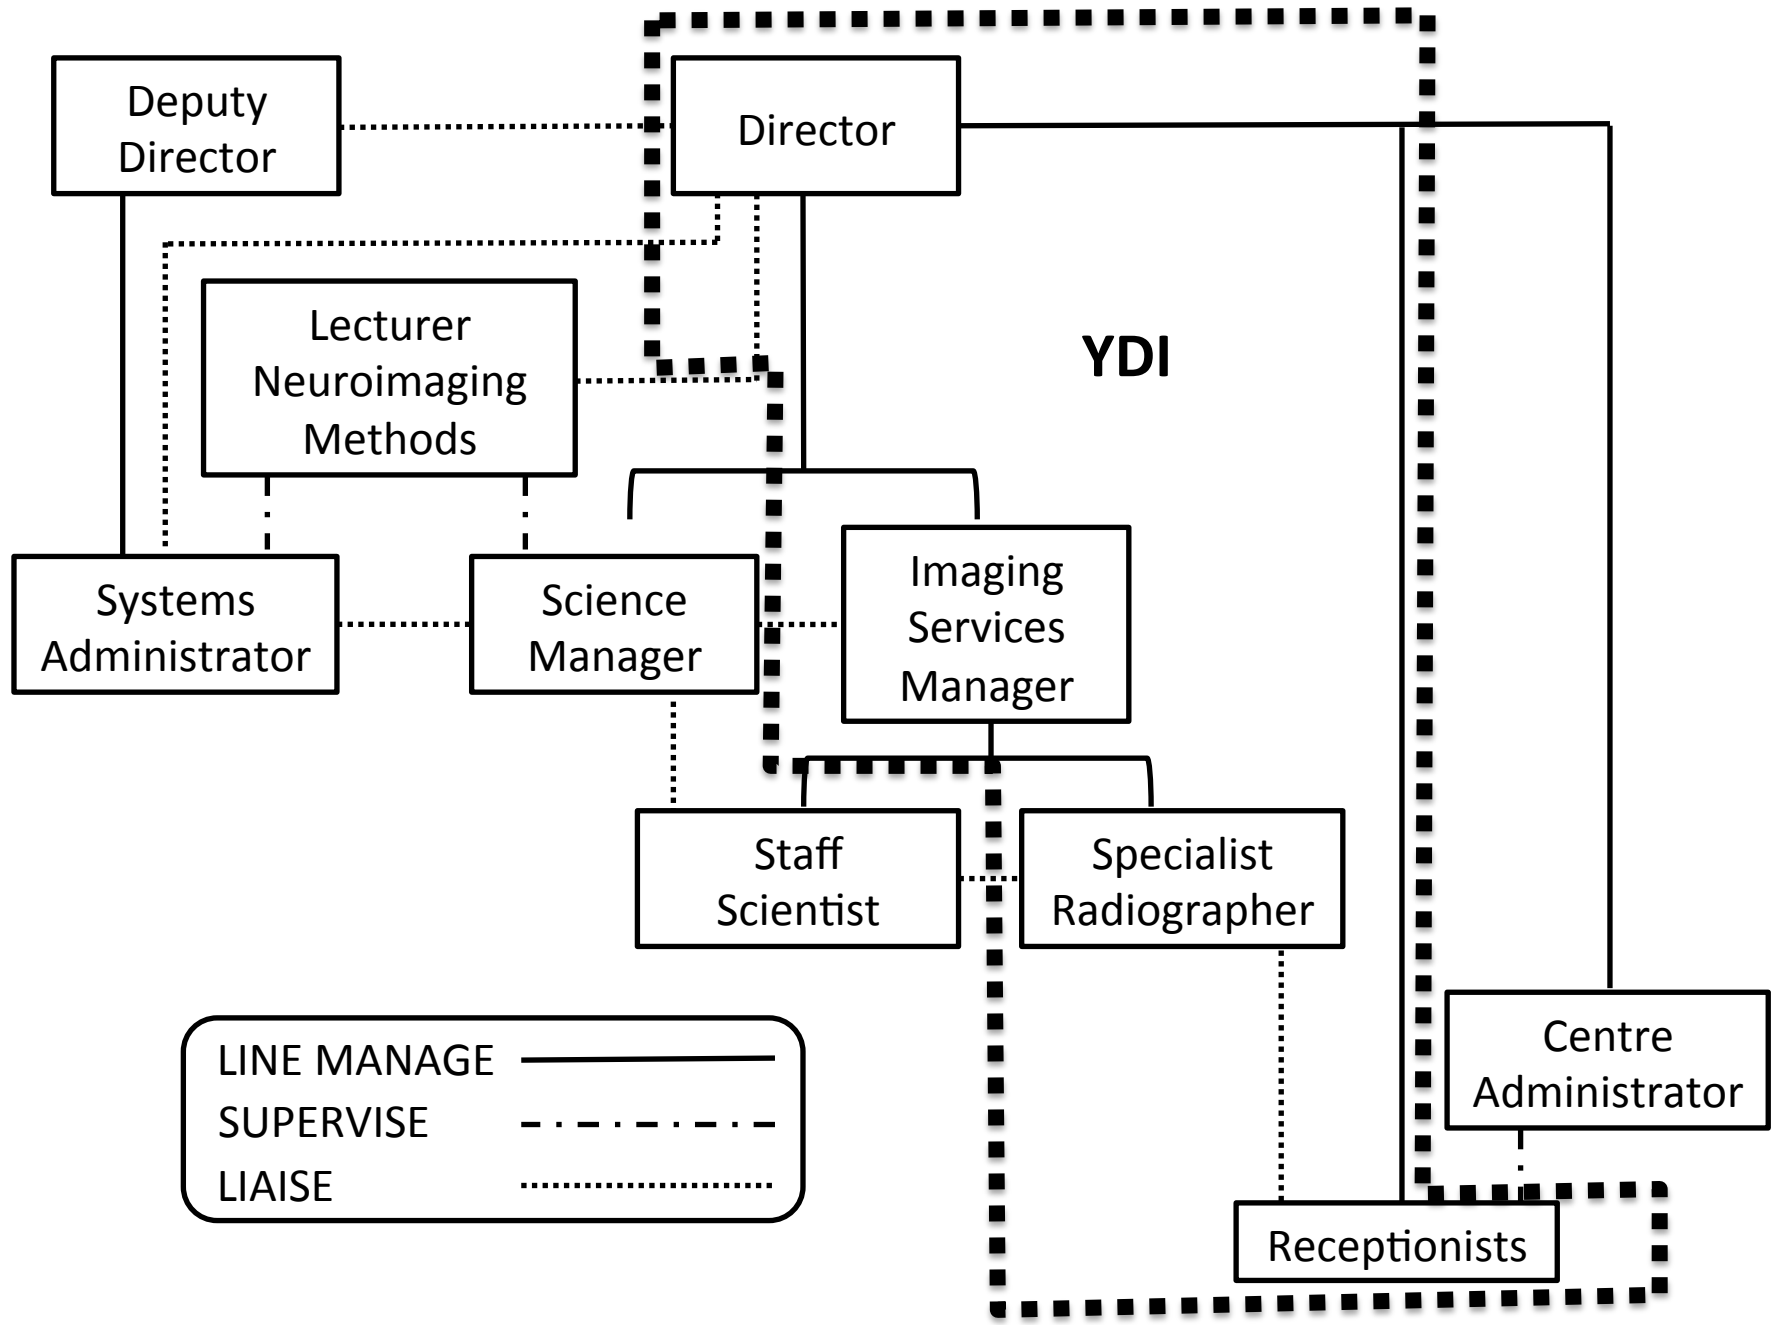 Deputy
Director
Director
Lecturer
Neuroimaging
Methods
YDI
Systems
Administrator
Science
Manager
Imaging
Services
Manager
Staff
Scientist
Specialist
Radiographer
Centre
Administrator
Receptionists
LINE MANAGE
SUPERVISE
LIAISE